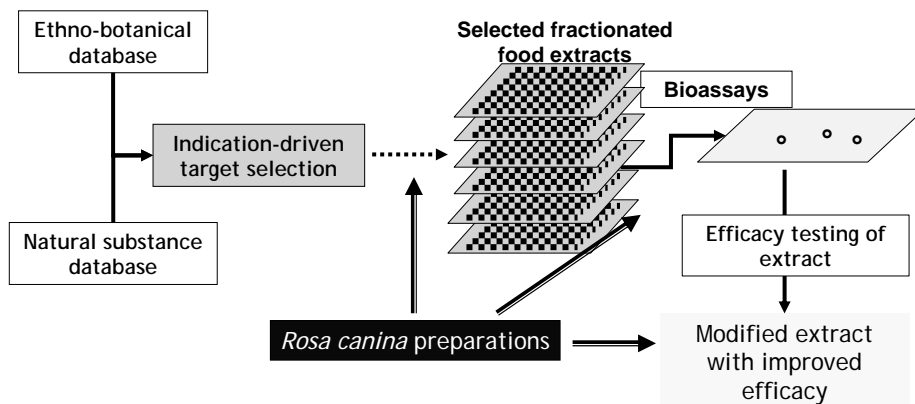 Ethno-botanical
database
Selected fractionated
food extracts
Bioassays
Indication-driven
target selection
Natural substance
database
Efficacy testing of
extract
Rosa canina preparations
Modified extract
with improved
efficacy